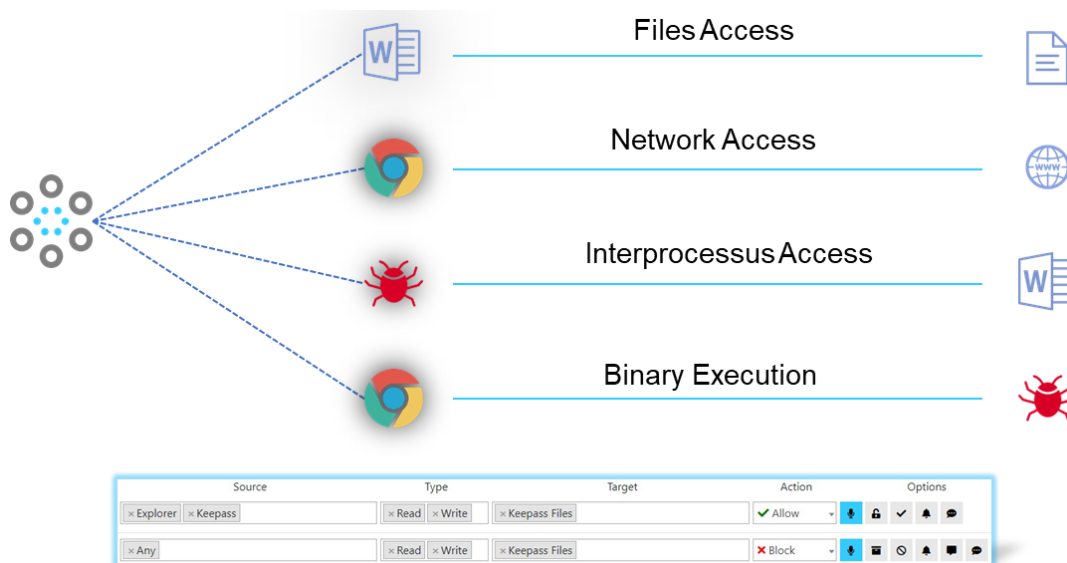 W Files Access
Network Access
WWW
Interprocessus Access
W
Binary Execution
Source Type Target Action Options
× Explorer × Keepass × Read × Write × Keepass Files Allow
× Any × Read × Write × Keepass Files Block